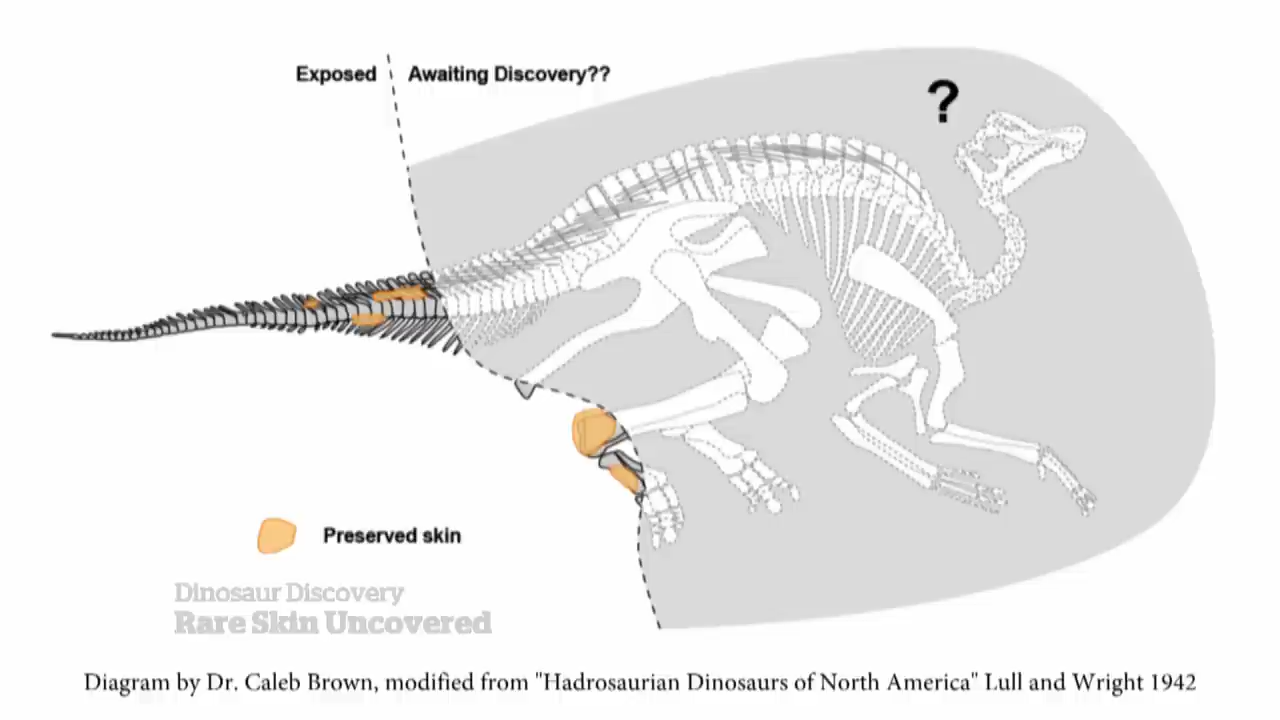 Exposed
Awaiting Discovery??
?
Preserved skin
Dinosaur Discovery
Rare Skin Uncovered
Diagram by Dr. Caleb Brown, modified from "Hadrosaurian Dinosaurs of North America" Lull and Wright 1942